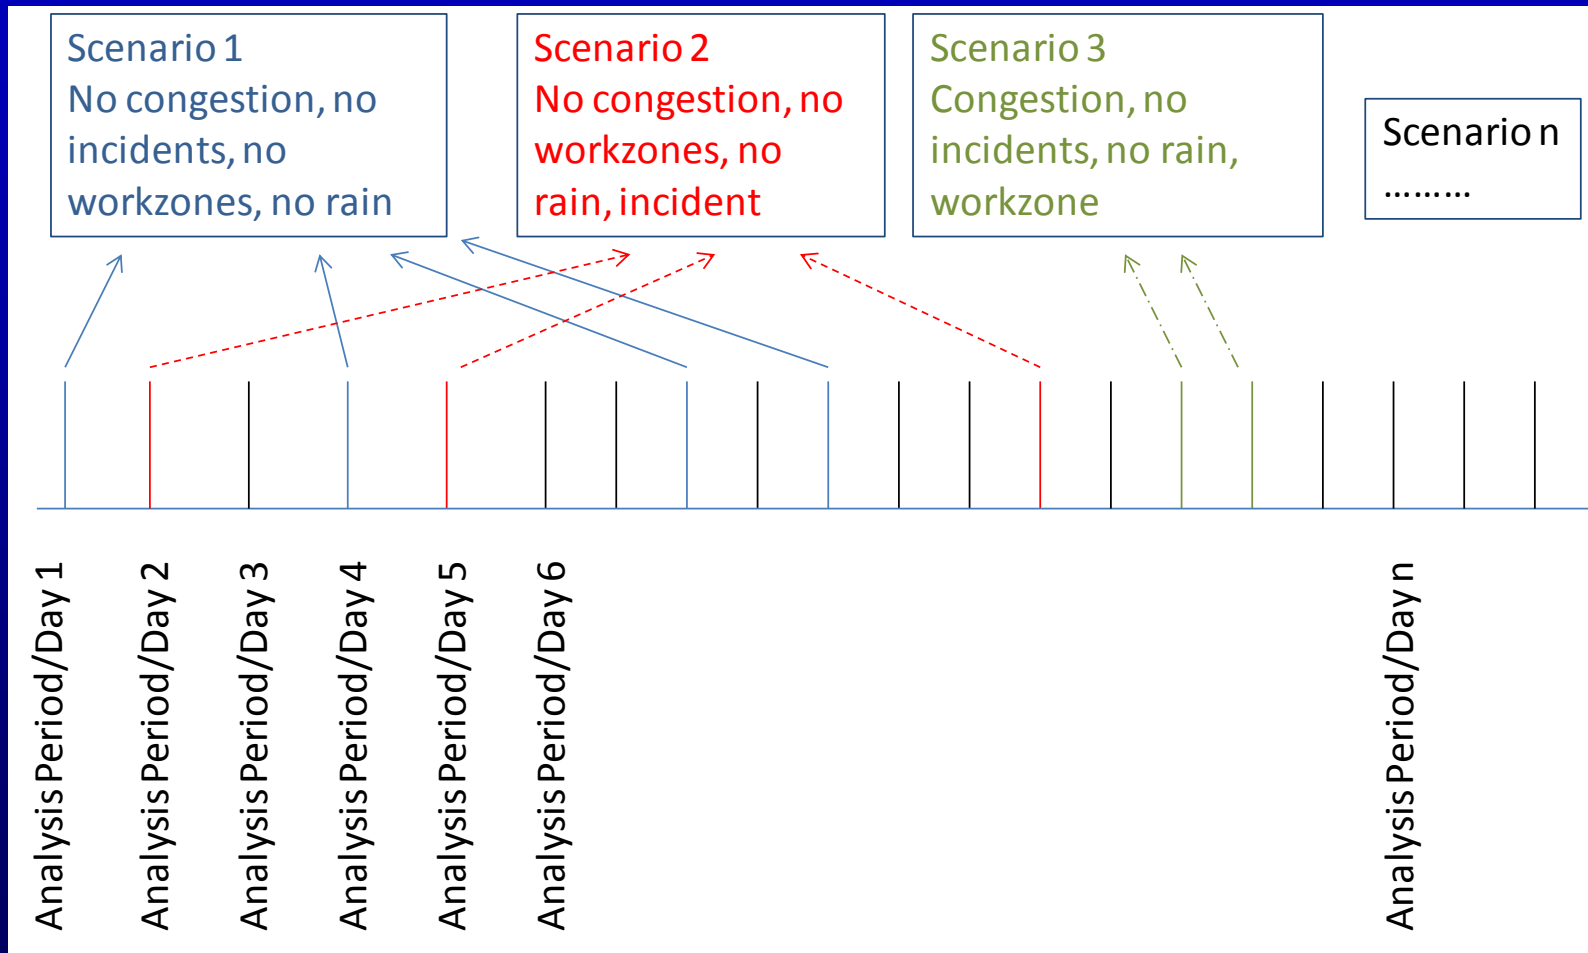 Scenario 1
No congestion, no
incidents, no
workzones, no rain
Scenario 2
No congestion, no
workzones, no
rain, incident
Scenario 3
Congestion, no
incidents, no rain,
workzone
Scenario n
.........
Analysis Period/Day 1
Analysis Period/Day 2
Analysis Period/Day 3
Analysis Period/Day 4
Analysis Period/Day 5
Analysis Period/Day 6
Analysis Period/Day n